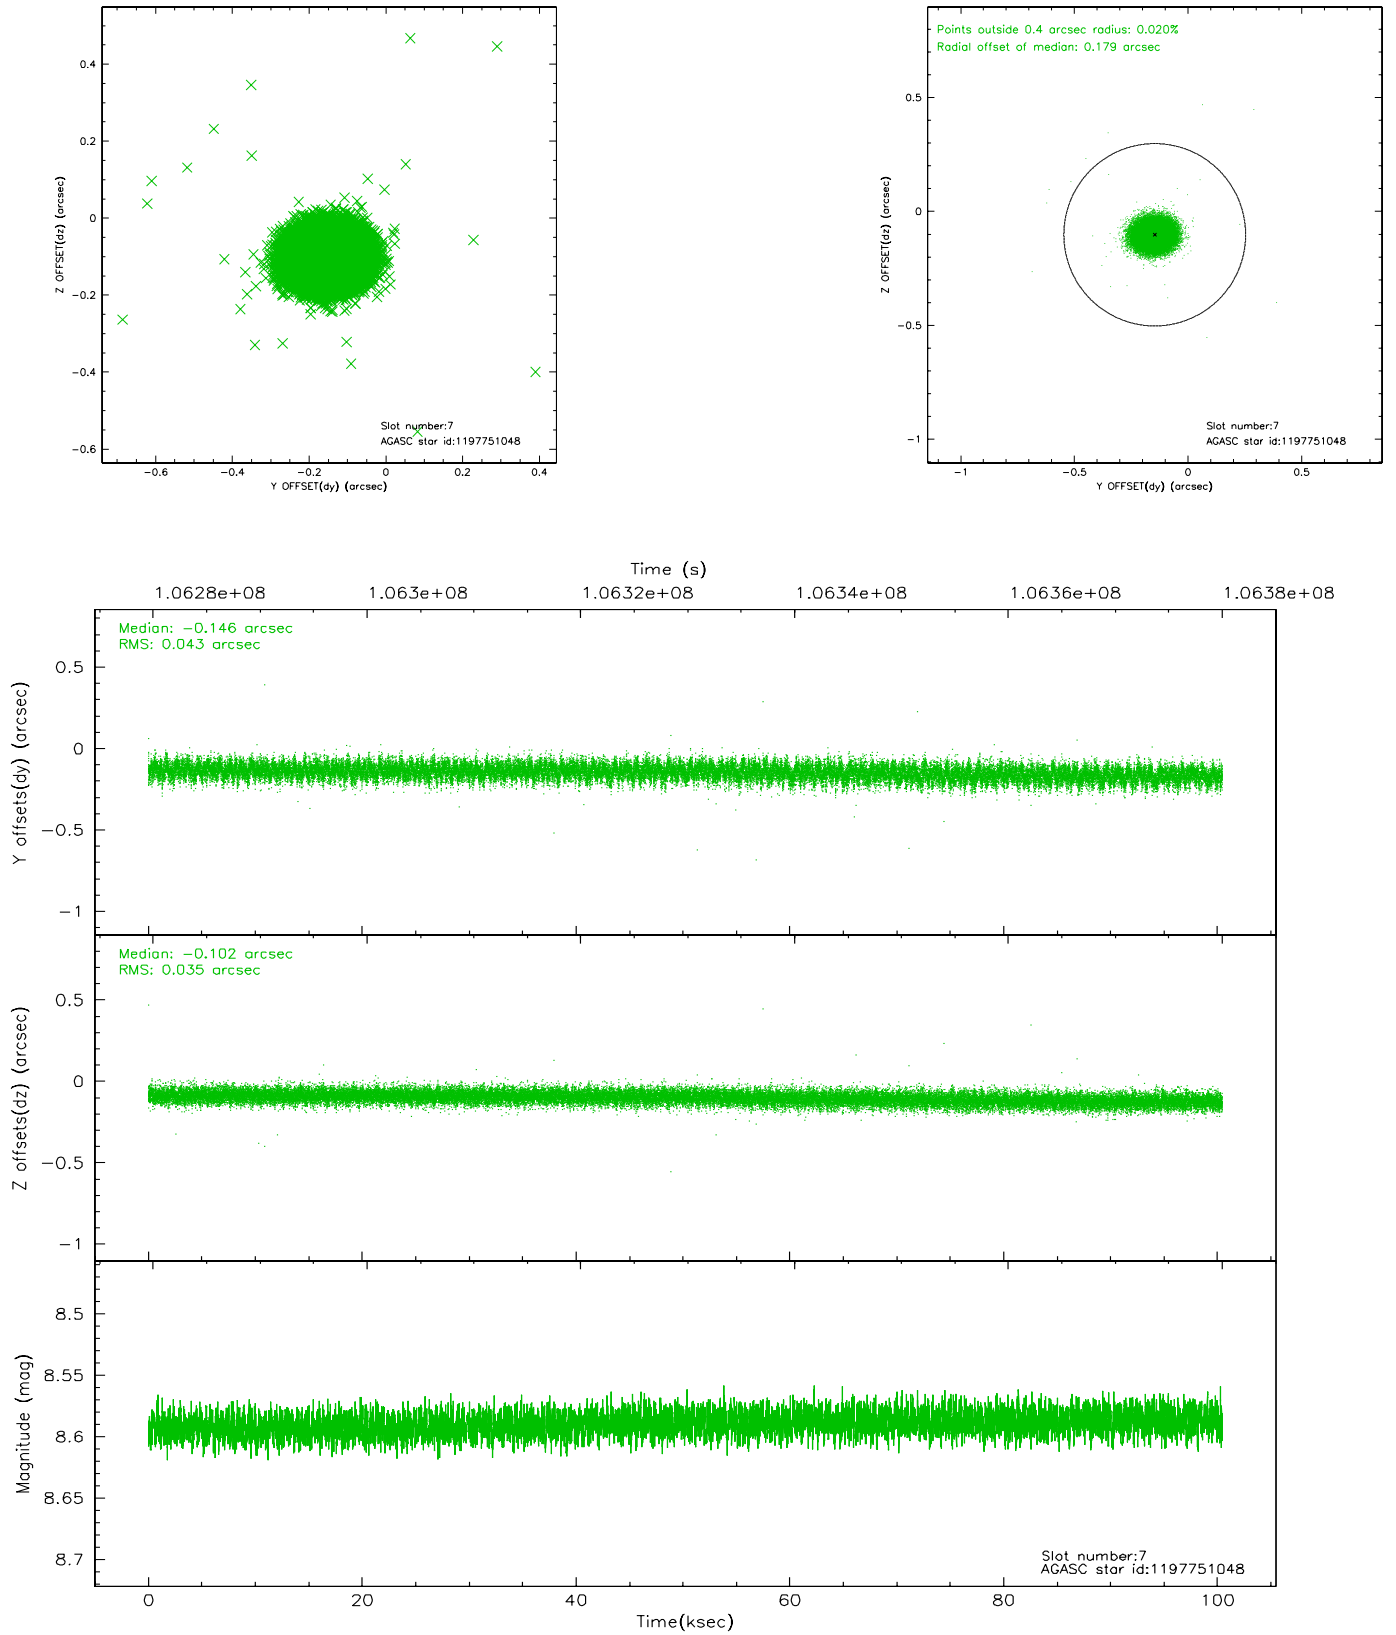 0.4
0.2
0
−0.2
−0.4
−0.6
Z OFFSET(dz) (arcsec)
Slot number:7
AGASC star id:1197751048
−0.6
−0.4
−0.2
0
0.2
0.4
Y OFFSET(dy) (arcsec)
Points outside 0.4 arcsec radius: 0.020%
Radial offset of median: 0.179 arcsec
0.5
0
−0.5
−1
Z OFFSET(dz) (arcsec)
Slot number:7
AGASC star id:1197751048
−1
−0.5
0
0.5
Y OFFSET(dy) (arcsec)
Time (s)
1.0628e+08
1.063e+08
1.0632e+08
1.0634e+08
1.0636e+08
1.0638e+08
Median: −0.146 arcsec
RMS: 0.043 arcsec
0.5
0
−0.5
−1
Y offsets(dy) (arcsec)
Median: −0.102 arcsec
RMS: 0.035 arcsec
0.5
0
−0.5
−1
Z offsets(dz) (arcsec)
8.5
8.55
8.6
8.65
8.7
Magnitude (mag)
Slot number:7
AGASC star id:1197751048
0
20
40
60
80
100
Time(ksec)